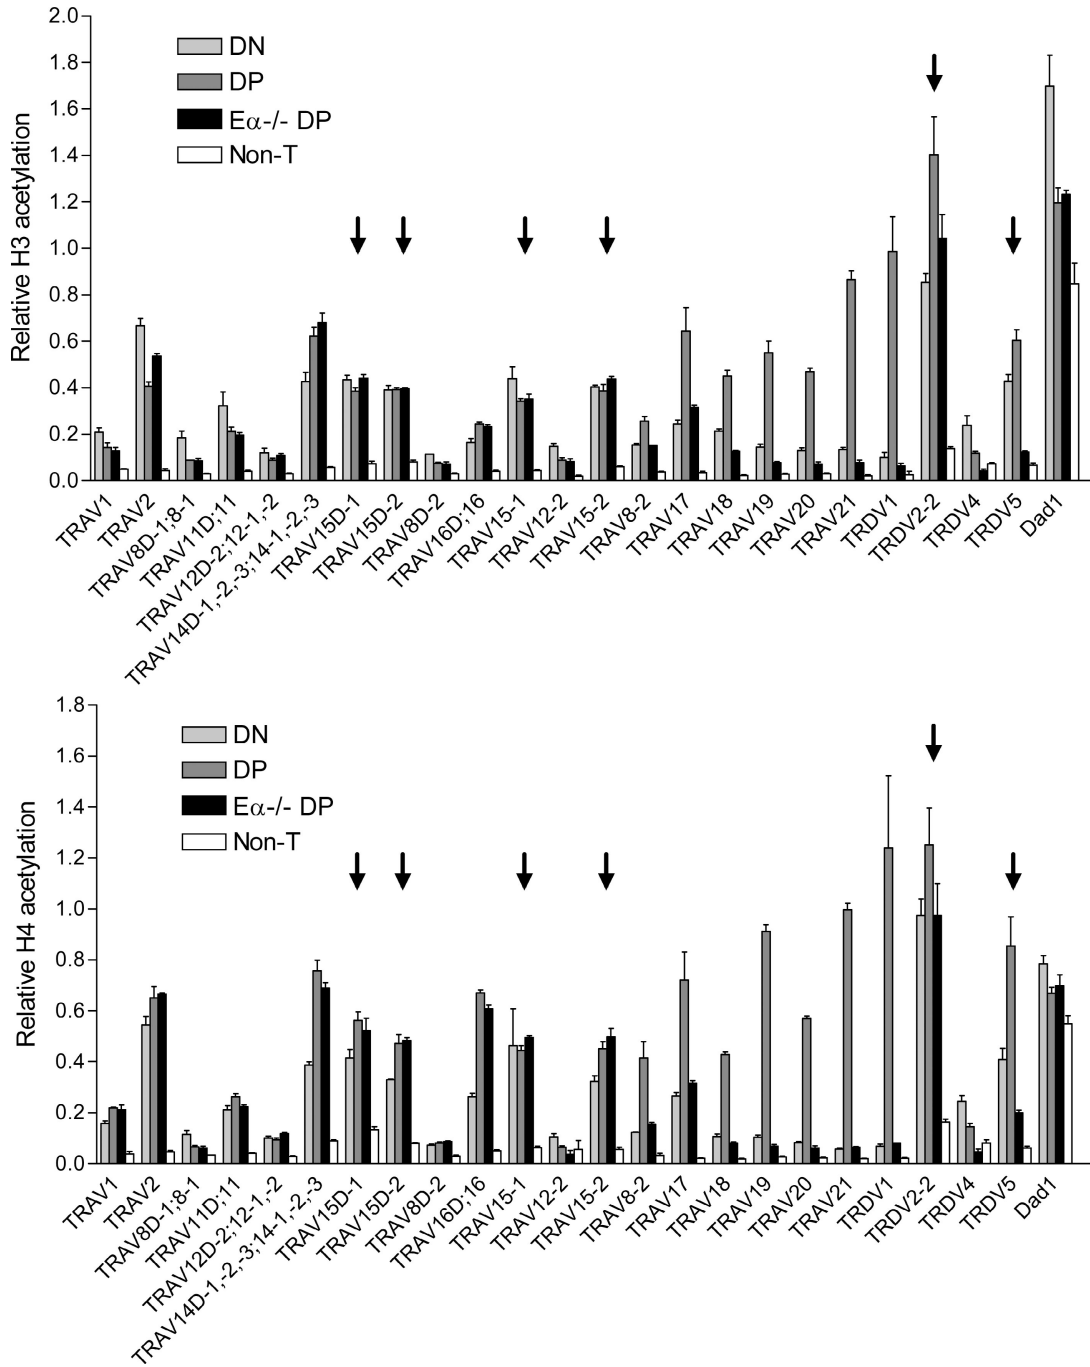 2.0
1.8
1.6
1.4
1.2
1.0
0.8
0.6
0.4
0.2
0.0
Relative H3 acetylation
DN
DP
Eα-/- DP
Non-T
TRAV1
TRAV2
TRAV8D-1;8-1
TRAV11D;11
TRAV12D-2;12-1,-2
TRAV14D-1,-2,-3;14-1,-2,-3
TRAV15D-1
TRAV15D-2
TRAV8D-2
TRAV16D;16
TRAV15-1
TRAV12-2
TRAV15-2
TRAV8-2
TRAV17
TRAV18
TRAV19
TRAV20
TRAV21
TRDV1
TRDV2-2
TRDV4
TRDV5
Dad1
1.8
1.6
1.4
1.2
1.0
0.8
0.6
0.4
0.2
0.0
Relative H4 acetylation
DN
DP
Eα-/- DP
Non-T
TRAV1
TRAV2
TRAV8D-1;8-1
TRAV11D;11
TRAV12D-2;12-1,-2
TRAV14D-1,-2,-3;14-1,-2,-3
TRAV15D-1
TRAV15D-2
TRAV8D-2
TRAV16D;16
TRAV15-1
TRAV12-2
TRAV15-2
TRAV8-2
TRAV17
TRAV18
TRAV19
TRAV20
TRAV21
TRDV1
TRDV2-2
TRDV4
TRDV5
Dad1